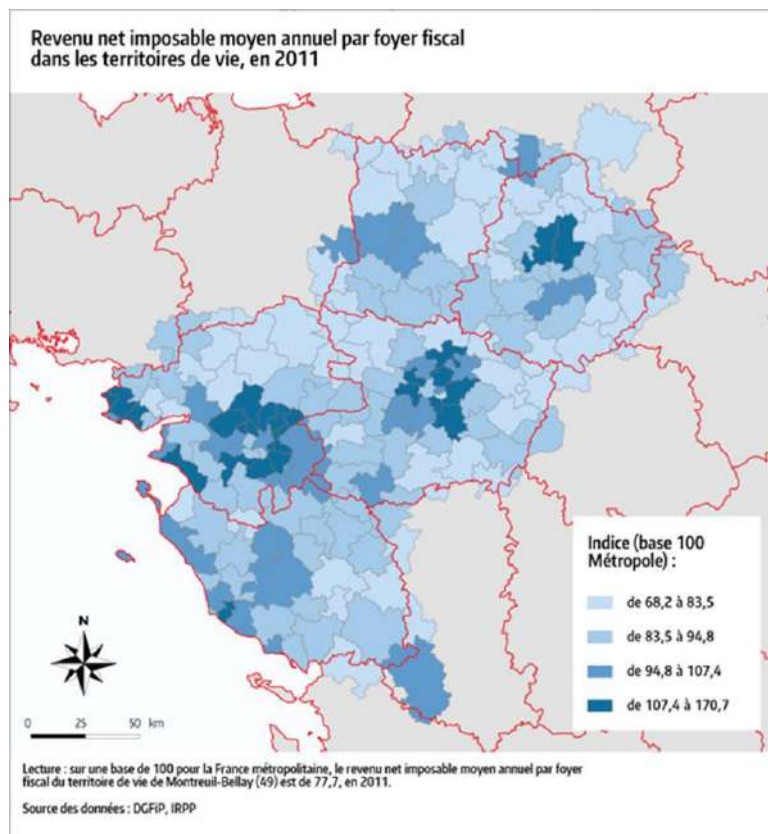 Revenu net imposable moyen annuel par foyer fiscal
dans les territoires de vie, en 2011
Indice (base 100
Métropole) :
de 68,2 à 83,5
de 83,5 à 94,8
de 94,8 à 107,4
de 107,4 à 170,7
N
0 25 50 km
Lecture : sur une base de 100 pour la France métropolitaine, le revenu net imposable moyen annuel par foyer
fiscal du territoire de vie de Montreuil-Bellay (49) est de 77,7, en 2011.
Source des données : DGFiP, IRPP